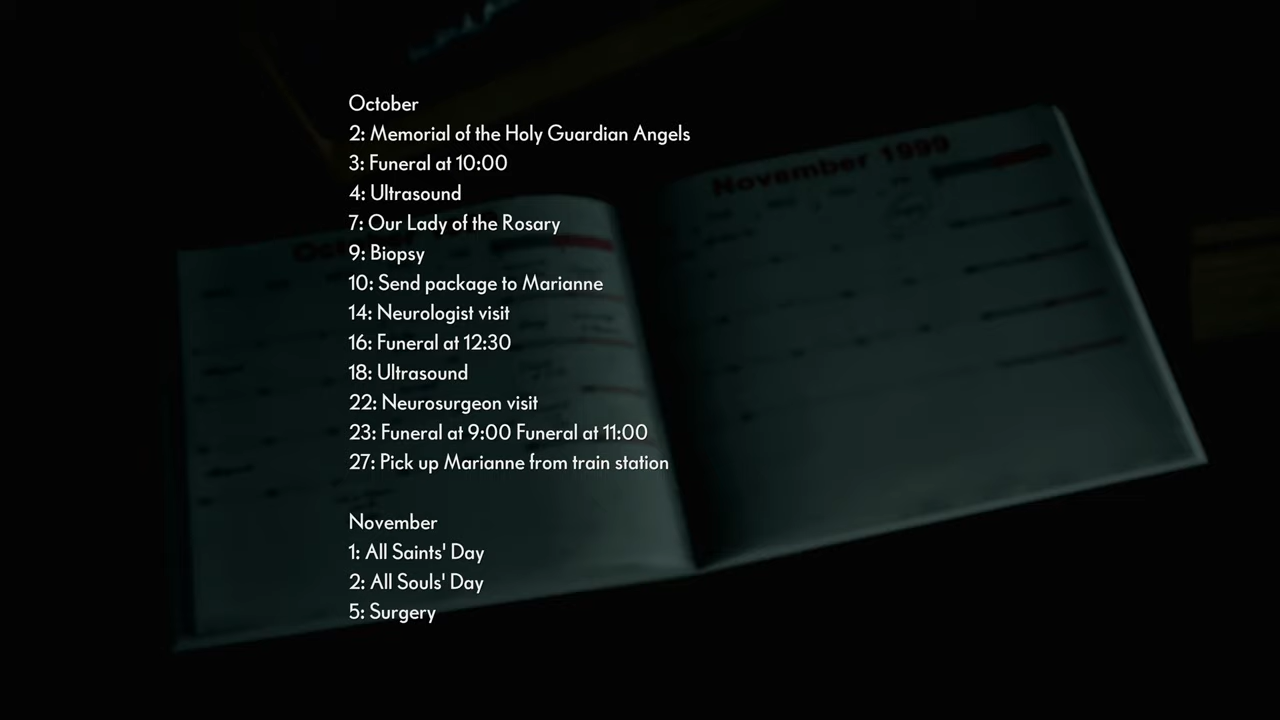 October
2: Memorial of the Holy Guardian Angels
3: Funeral at 10:00
4: Ultrasound
7: Our Lady of the Rosary
9: Biopsy
10: Send package to Marianne
14: Neurologist visit
16: Funeral at 12:30
18: Ultrasound
22: Neurosurgeon visit
23: Funeral at 9:00 Funeral at 11:00
27: Pick up Marianne from train station
November
1: All Saints' Day
2: All Souls' Day
5: Surgery
November 1999